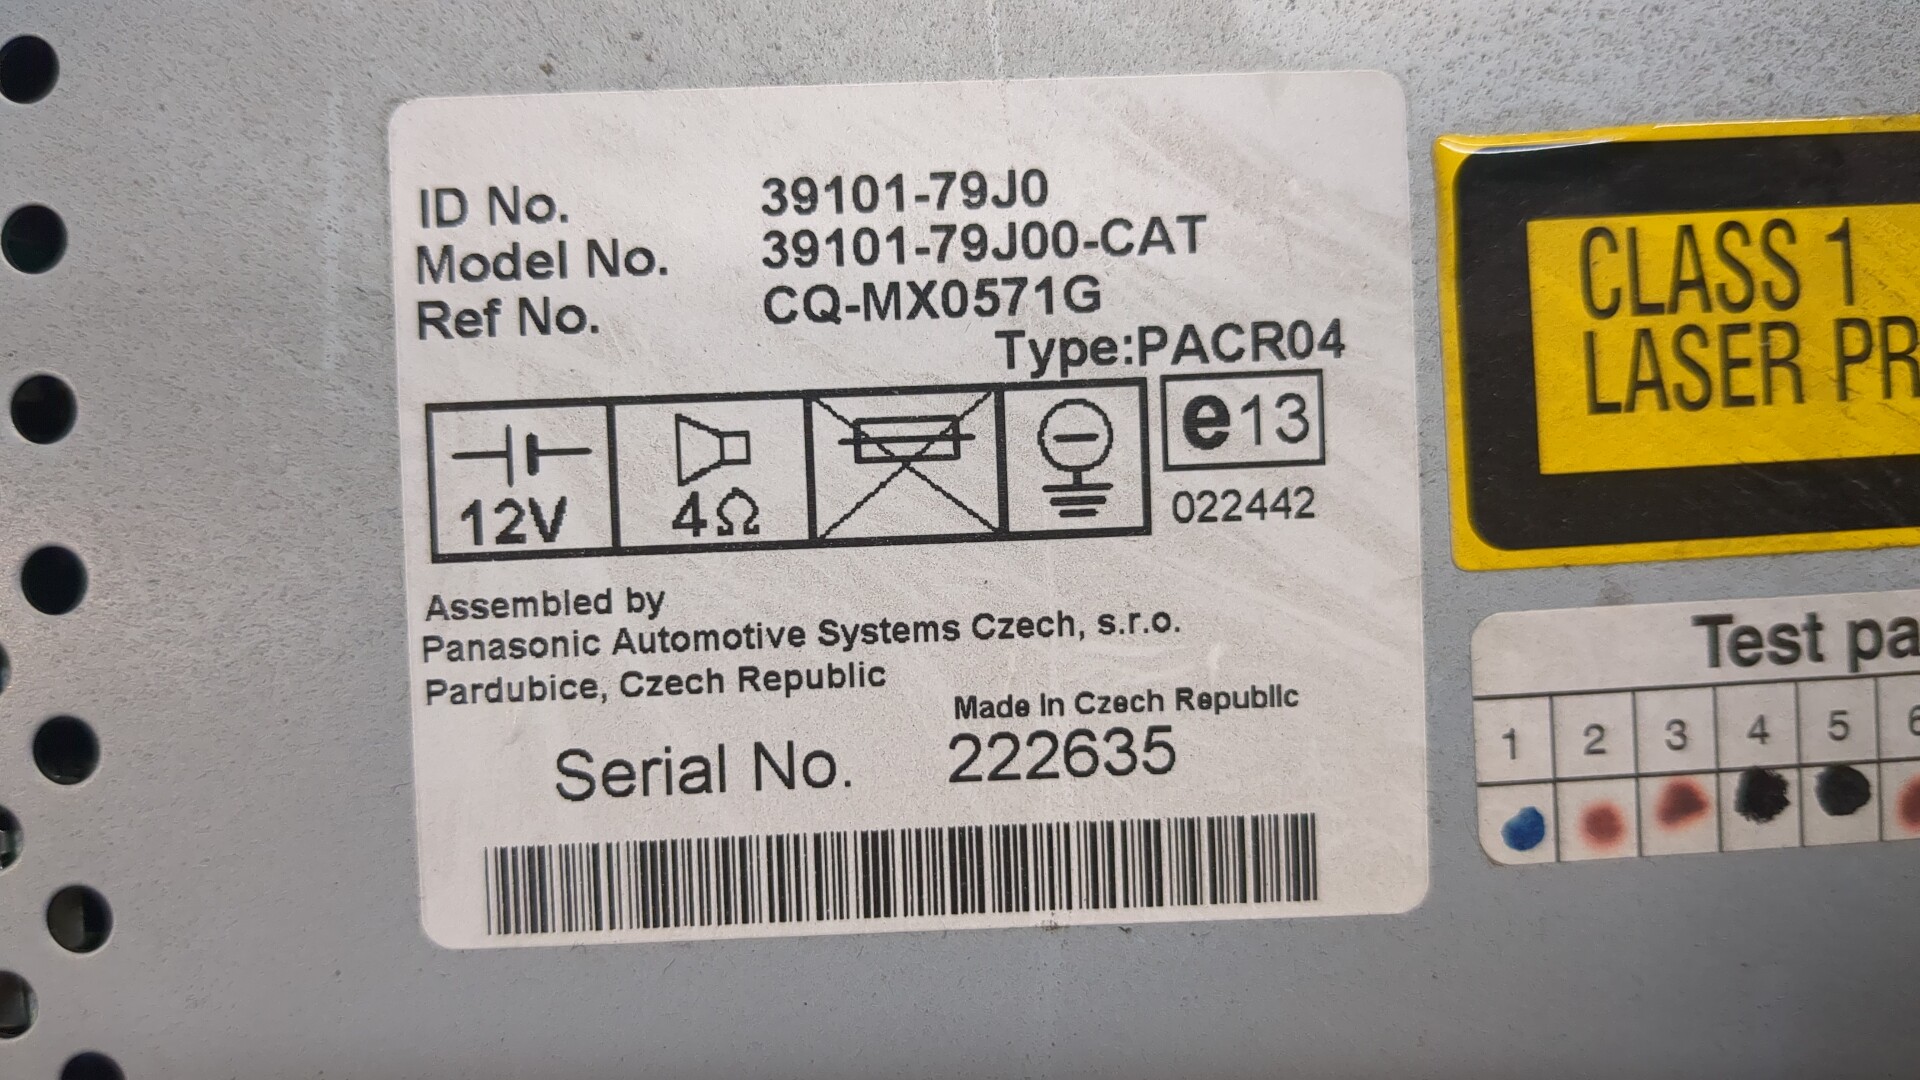 ID No. 39101-79J0
Model No. 39101-79J00-CAT
Ref No. CQ-MX0571G
Type:PACR04
12V 4Ω e13
022442
Assembled by
Panasonic Automotive Systems Czech, s.r.o.
Pardubice, Czech Republic
Made In Czech Republic
Serial No. 222635
CLASS 1
LASER PR
Test pa
1 2 3 4 5 6